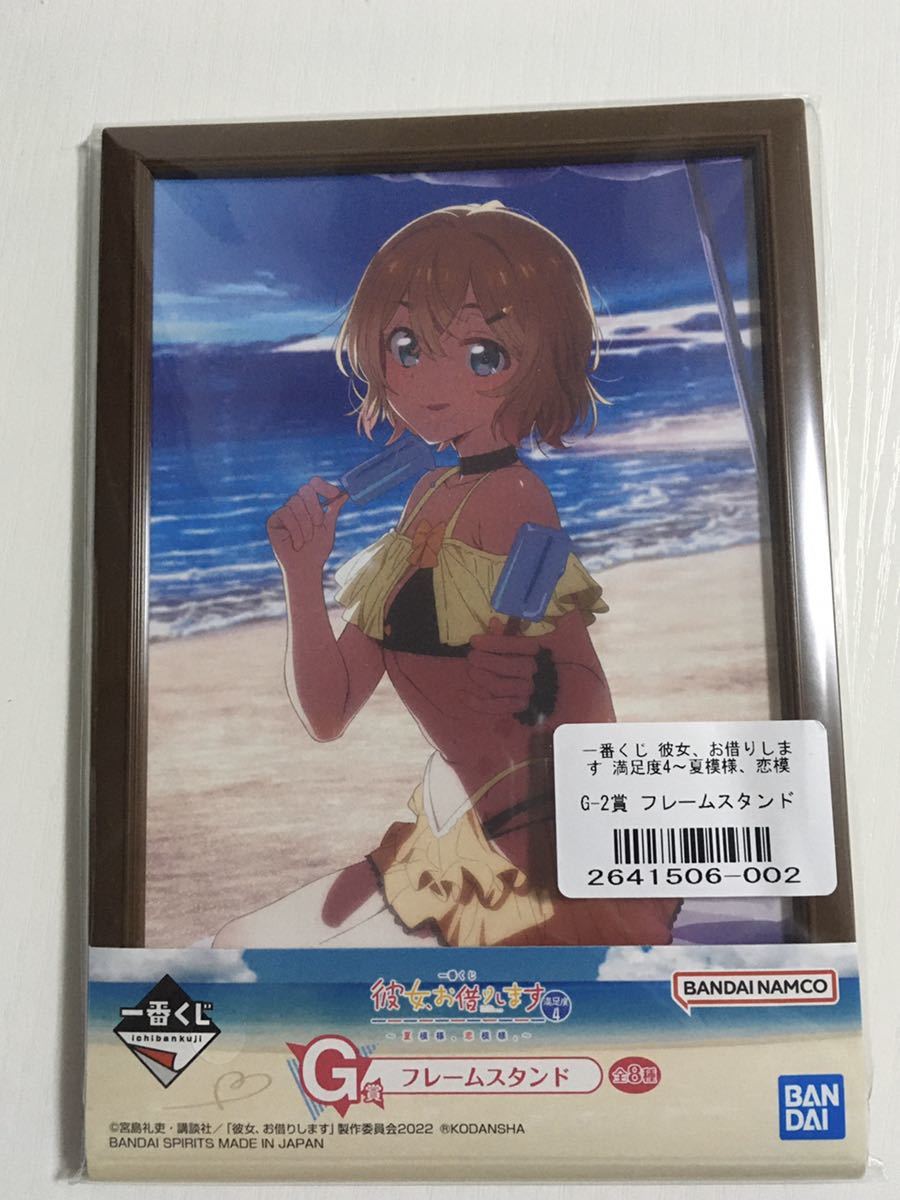 一番くじ 彼女、お借りしま
す 満足度4～夏模様、恋模
G-2賞 フレームスタンド
2641506-002
一番くじ
ichibankuji
一番くじ
彼女、お借りします
満足度
4
～夏模様、恋模様。～
BANDAI NAMCO
G賞 フレームスタンド
全8種
BAN
DAI
©宮島礼吏・講談社／「彼女、お借りします」製作委員会2022 ®KODANSHA
BANDAI SPIRITS MADE IN JAPAN